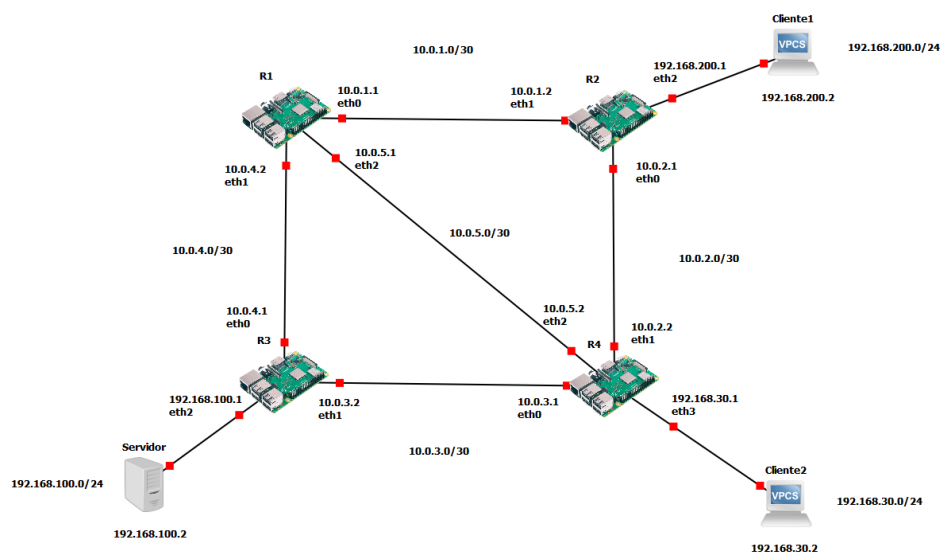 Cliente1
VPCS
192.168.200.0/24
192.168.200.1
eth2
192.168.200.2
10.0.1.0/30
R1
10.0.1.1
eth0
R2
10.0.1.2
eth1
10.0.4.2
eth1
10.0.5.1
eth2
10.0.2.1
eth0
10.0.4.0/30
10.0.5.0/30
10.0.2.0/30
10.0.4.1
eth0
R3
10.0.5.2
eth2
R4
10.0.2.2
eth1
192.168.100.1
eth2
10.0.3.2
eth1
10.0.3.1
eth0
192.168.30.1
eth3
10.0.3.0/30
Servidor
192.168.100.0/24
192.168.100.2
Cliente2
VPCS
192.168.30.0/24
192.168.30.2